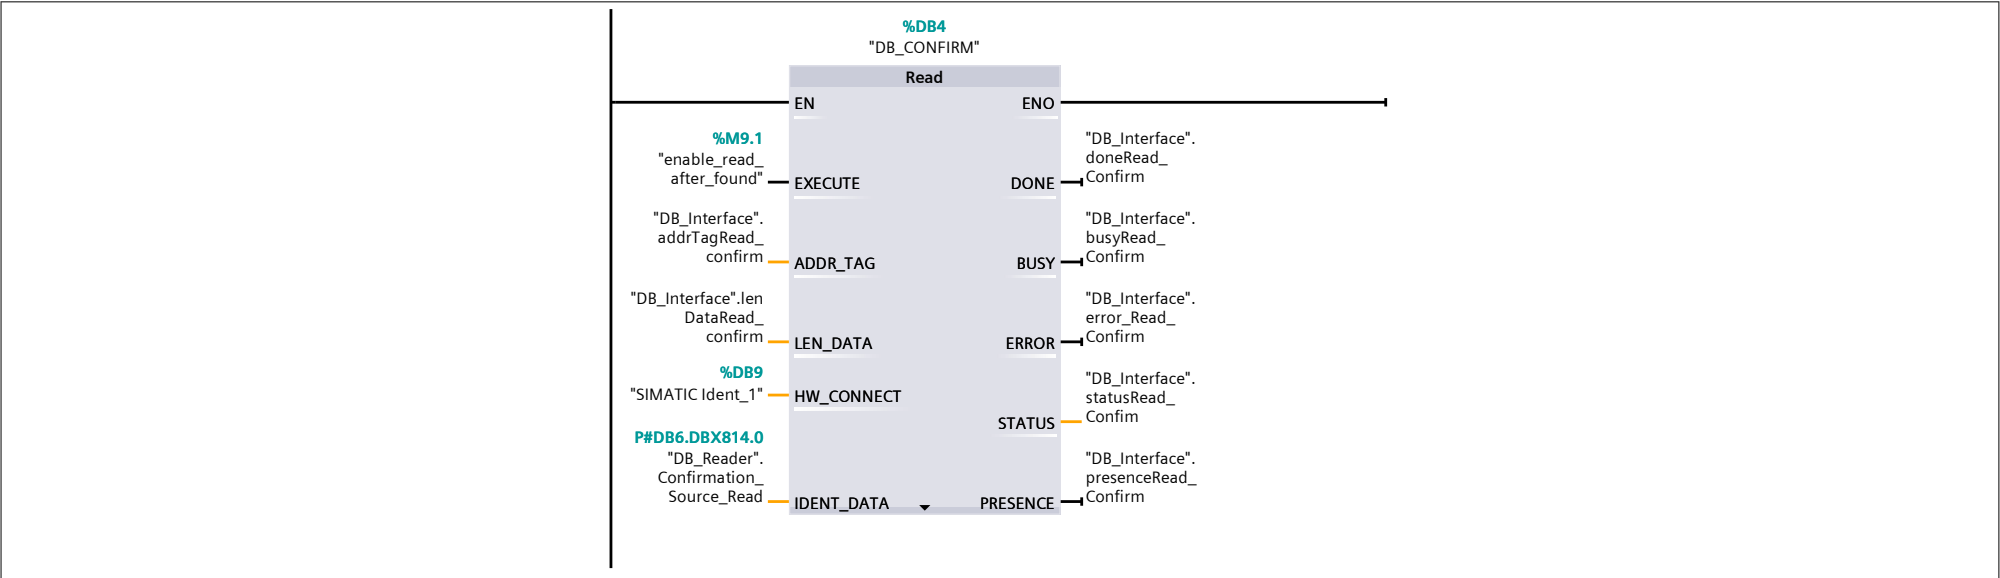 %DB4
"DB_CONFIRM"
Read
EN
ENO
%M9.1
"enable_read_
after_found"
EXECUTE
DONE
"DB_Interface".
doneRead_
Confirm
"DB_Interface".
addrTagRead_
confirm
ADDR_TAG
BUSY
"DB_Interface".
busyRead_
Confirm
"DB_Interface".len
DataRead_
confirm
LEN_DATA
ERROR
"DB_Interface".
error_Read_
Confirm
%DB9
"SIMATIC Ident_1"
HW_CONNECT
STATUS
"DB_Interface".
statusRead_
Confim
P#DB6.DBX814.0
"DB_Reader".
Confirmation_
Source_Read
IDENT_DATA
PRESENCE
"DB_Interface".
presenceRead_
Confirm